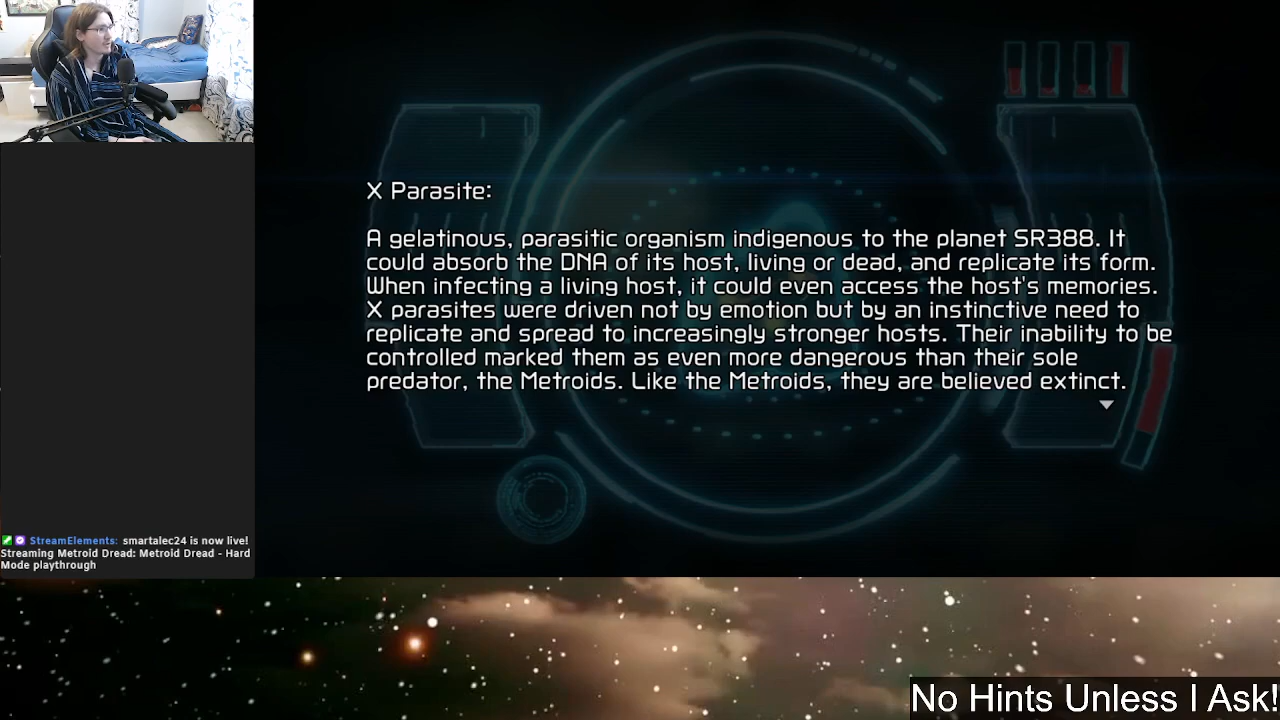 X Parasite:
A gelatinous, parasitic organism indigenous to the planet SR388. It
could absorb the DNA of its host, living or dead, and replicate its form.
When infecting a living host, it could even access the host's memories.
X parasites were driven not by emotion but by an instinctive need to
replicate and spread to increasingly stronger hosts. Their inability to be
controlled marked them as even more dangerous than their sole
predator, the Metroids. Like the Metroids, they are believed extinct.
StreamElements: smartalec24 is now live!
Streaming Metroid Dread: Metroid Dread - Hard
Mode playthrough
No Hints Unless I Ask!